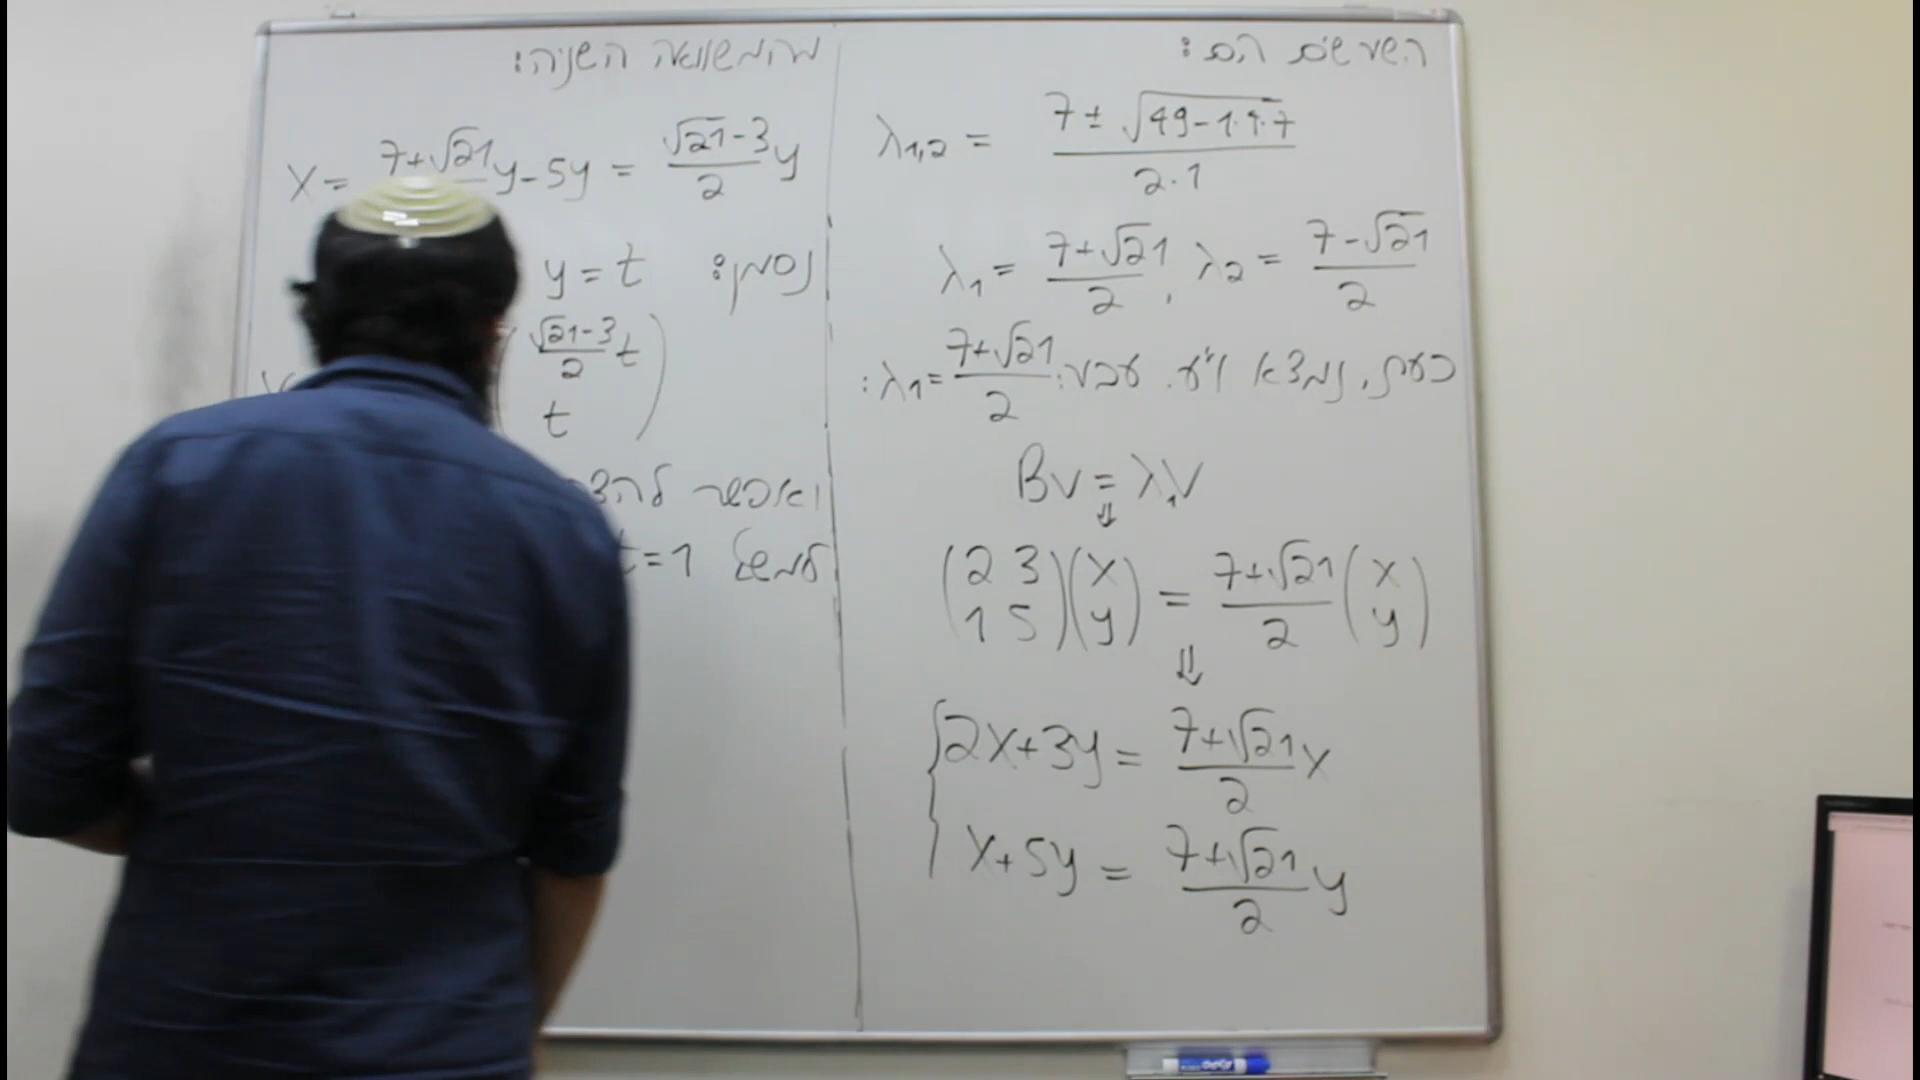 השרשים הם:
λ1,2 = (7 ± √(49-1·4·7)) / (2·1)
λ1 = (7+√21)/2 , λ2 = (7-√21)/2
כעת, נמצא ו"ע עבור: λ1 = (7+√21)/2 :
Bv = λ1v
⇓
(2 3 ; 1 5)(x ; y) = (7+√21)/2 (x ; y)
⇓
{2x+3y = (7+√21)/2 x
x+5y = (7+√21)/2 y
מהמשוואה השניה:
x = 7+√21 y-5y = (√21-3)/2 y
נסמן: y = t
((√21-3)/2 t ; t)
ואפשר
למשל t=1